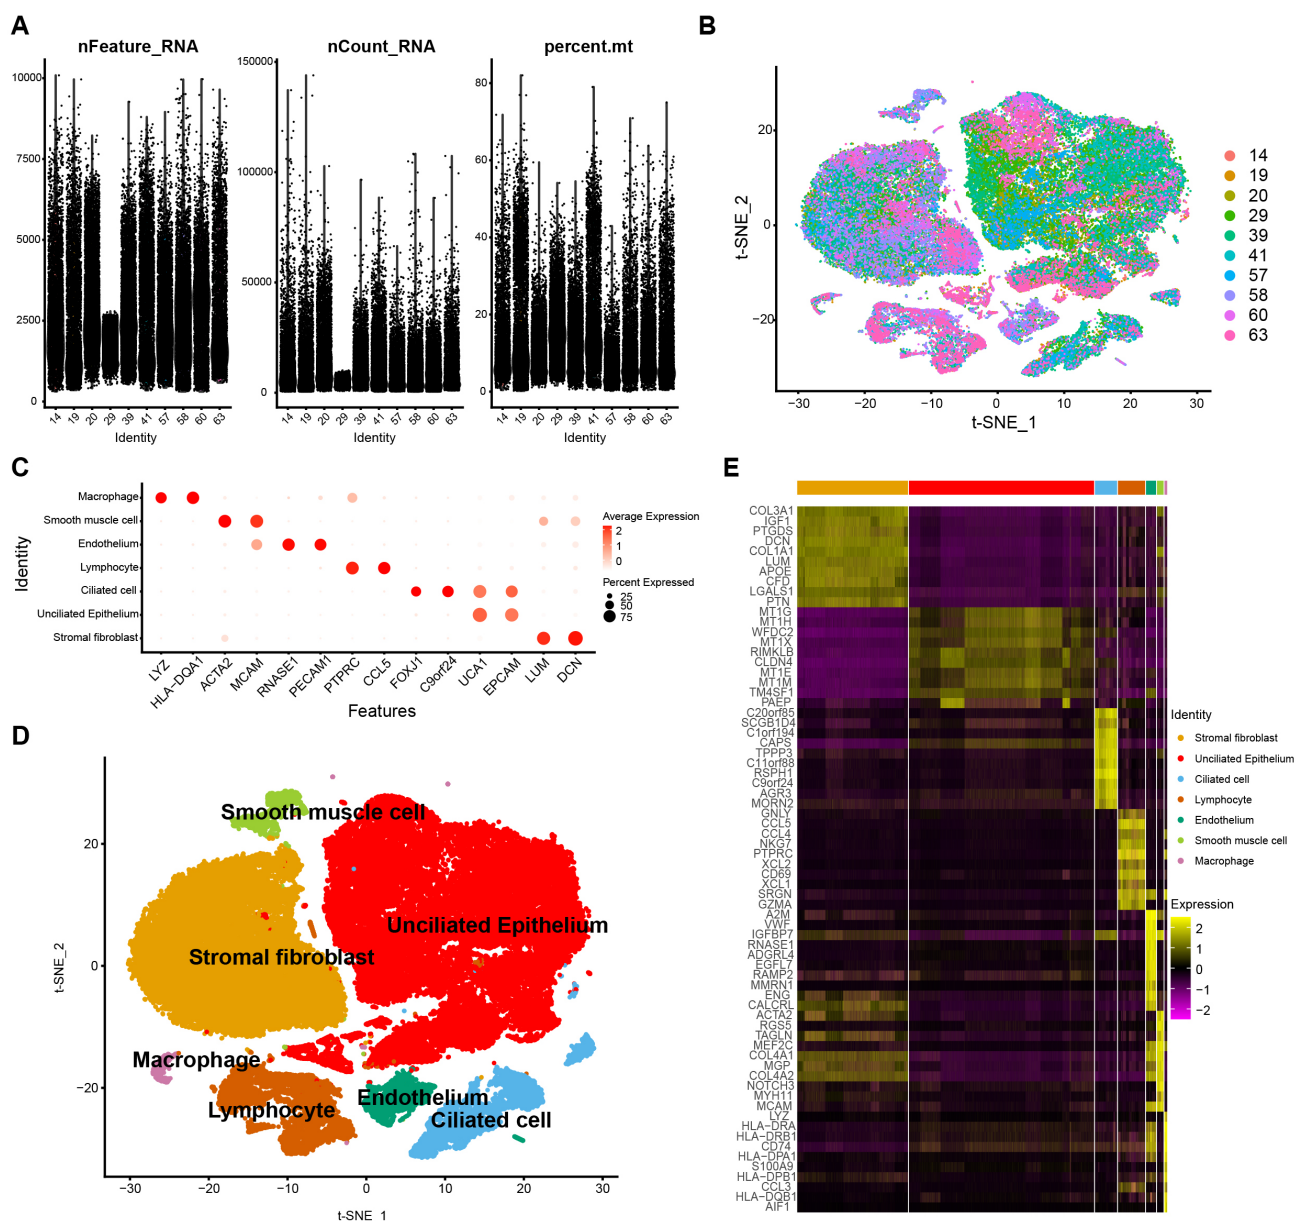 A
nFeature_RNA
nCount_RNA
percent.mt
10000
7500
5000
2500
0
150000
100000
50000
0
80
60
40
20
0
14 19 20 29 39 41 57 58 60 63
14 19 20 29 39 41 57 58 60 63
14 19 20 29 39 41 57 58 60 63
Identity
Identity
Identity
B
t-SNE_2
20
0
−20
−30 −20 −10 0 10 20 30
t-SNE_1
14
19
20
29
39
41
57
58
60
63
C
Identity
Macrophage
Smooth muscle cell
Endothelium
Lymphocyte
Ciliated cell
Unciliated Epithelium
Stromal fibroblast
LYZ
HLA−DQA1
ACTA2
MCAM
RNASE1
PECAM1
PTPRC
CCL5
FOXJ1
C9orf24
UCA1
EPCAM
LUM
DCN
Features
Average Expression
2
1
0
Percent Expressed
25
50
75
D
t-SNE_2
20
0
−20
Smooth muscle cell
Unciliated Epithelium
Stromal fibroblast
Macrophage
Lymphocyte
Endothelium
Ciliated cell
−30 −20 −10 0 10 20 30
t-SNE_1
E
COL3A1
IGF1
PTGDS
DCN
COL1A1
LUM
APOE
CFD
LGALS1
PTN
MT1G
MT1H
WFDC2
MT1X
RIMKLB
CLDN4
MT1E
MT1M
TM4SF1
PAEP
C20orf85
SCGB1D4
C1orf194
CAPS
TPPP3
C11orf88
RSPH1
C9orf24
AGR3
MORN2
GNLY
CCL5
CCL4
NKG7
PTPRC
XCL2
CD69
XCL1
SRGN
GZMA
A2M
VWF
IGFBP7
RNASE1
ADGRL4
EGFL7
RAMP2
MMRN1
ENG
CALCRL
ACTA2
RGS5
TAGLN
MEF2C
COL4A1
MGP
COL4A2
NOTCH3
MYH11
MCAM
LYZ
HLA−DRA
HLA−DRB1
CD74
HLA−DPA1
S100A9
HLA−DPB1
CCL3
HLA−DQB1
AIF1
Identity
Stromal fibroblast
Unciliated Epithelium
Ciliated cell
Lymphocyte
Endothelium
Smooth muscle cell
Macrophage
Expression
2
1
0
−1
−2